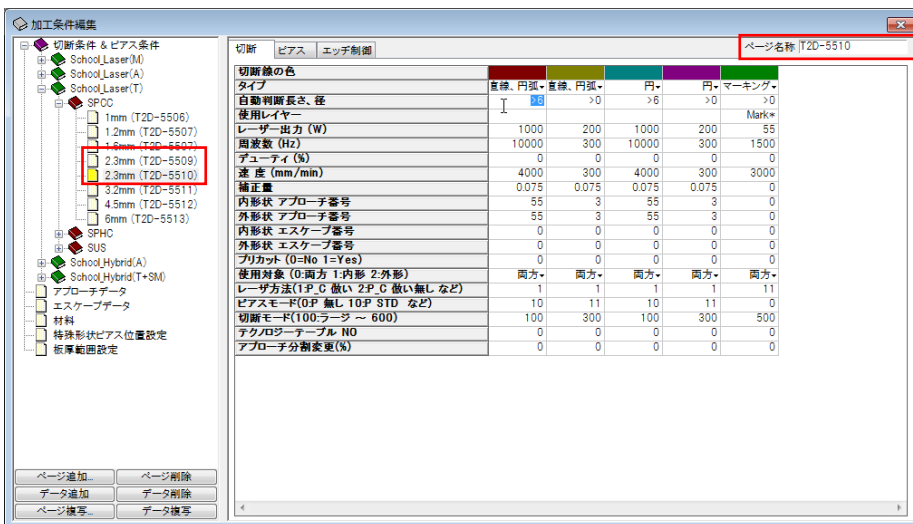 加工条件編集
切断条件 & ピアス条件
School_Laser(M)
School_Laser(A)
School_Laser(T)
SPCC
1mm (T2D-5506)
1.2mm (T2D-5507)
1.6mm (T2D-5507)
2.3mm (T2D-5509)
2.3mm (T2D-5510)
3.2mm (T2D-5511)
4.5mm (T2D-5512)
6mm (T2D-5513)
SPHC
SUS
School_Hybrid(A)
School_Hybrid(T+SM)
アプローチデータ
エスケープデータ
材料
特殊形状ピアス位置設定
板厚範囲設定
ページ追加... ページ削除
データ追加 データ削除
ページ複写... データ複写
切断 ピアス エッヂ制御 ページ名称 T2D-5510
切断線の色
タイプ 直線、円弧 直線、円弧 円 円 マーキング
自動判断長さ、径 >6 >0 >6 >0 >0
使用レイヤー Mark*
レーザー出力 (W) 1000 200 1000 200 55
周波数 (Hz) 10000 300 10000 300 1500
デューティ (%) 0 0 0 0 0
速 度 (mm/min) 4000 300 4000 300 3000
補正量 0.075 0.075 0.075 0.075 0
内形状 アプローチ番号 55 3 55 3 0
外形状 アプローチ番号 55 3 55 3 0
内形状 エスケープ番号 0 0 0 0 0
外形状 エスケープ番号 0 0 0 0 0
プリカット (0=No 1=Yes) 0 0 0 0 0
使用対象 (0:両方 1:内形 2:外形) 両方 両方 両方 両方 両方
レーザ方法(1:P_C 倣い 2:P_C 倣い無し など) 1 1 1 1 11
ピアスモード(0:P 無し 10:P STD など) 10 11 10 11 0
切断モード(100:ラージ ～ 600) 100 300 100 300 500
テクノロジーテーブル NO 0 0 0 0 0
アプローチ分割変更(%) 0 0 0 0 0